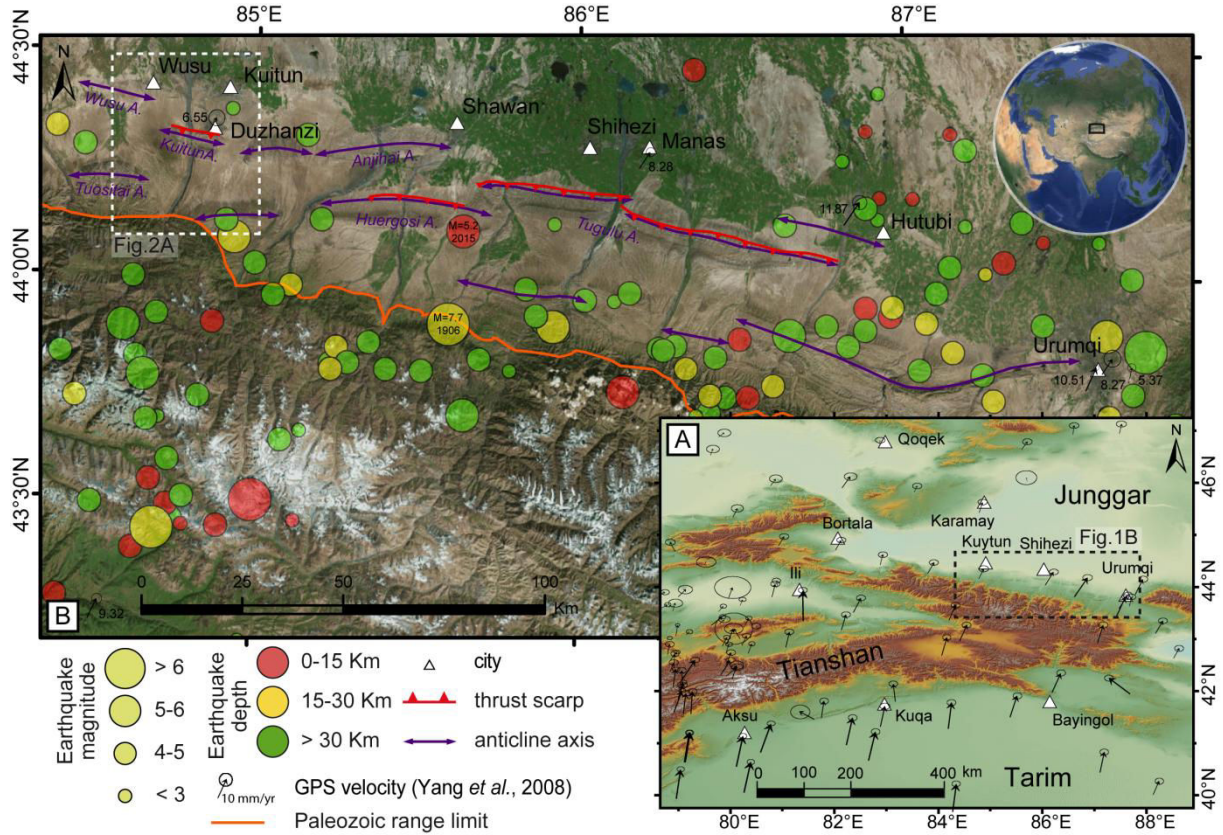 85°E
86°E
87°E
44°30'N
44°00'N
43°30'N
44°30'N
44°00'N
N
Wusu
Kuitun
Wusu A.
6.55
Duzhanzi
KuitunA.
Tuositai A.
Fig.2A
Shawan
Anjihai A.
Shihezi
Manas
8.28
Huergosi A.
M=5.2
2015
Tugulu A.
11.87
Hutubi
M=7.7
1906
Urumqi
10.51
8.27
5.37
9.32
0
25
50
100
Km
B
A
N
Qoqek
Junggar
Karamay
Bortala
Kuytun
Shihezi
Fig.1B
Urumqi
Ili
Tianshan
Aksu
Kuqa
Bayingol
Tarim
0
100
200
400 km
46°N
44°N
42°N
40°N
80°E
82°E
84°E
86°E
88°E
Earthquake
magnitude
> 6
5-6
4-5
< 3
Earthquake
depth
0-15 Km
15-30 Km
> 30 Km
city
thrust scarp
anticline axis
10 mm/yr
GPS velocity (Yang et al., 2008)
Paleozoic range limit